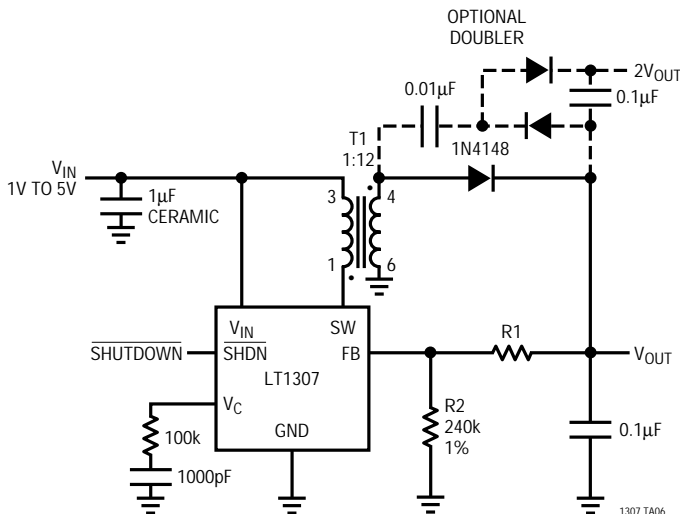 OPTIONAL
DOUBLER
2VOUT
0.01µF
0.1µF
T1
1:12
1N4148
VIN
1V TO 5V
1µF
CERAMIC
3
4
1
6
VIN
SW
SHUTDOWN
SHDN
FB
R1
VOUT
LT1307
VC
R2
240k
1%
100k
GND
0.1µF
1000pF
1307 TA06